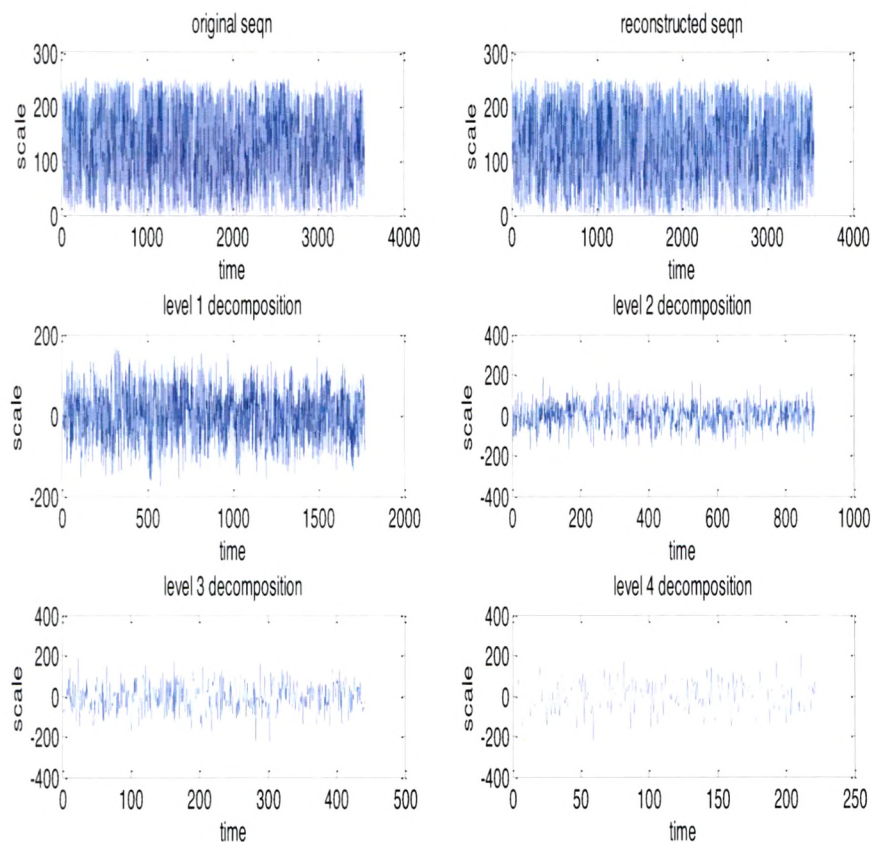 original seqn
300
200
100
0
scale
0 1000 2000 3000 4000
time
reconstructed seqn
300
200
100
0
scale
0 1000 2000 3000 4000
time
level 1 decomposition
200
0
-200
scale
0 500 1000 1500 2000
time
level 2 decomposition
400
200
0
-200
-400
scale
0 200 400 600 800 1000
time
level 3 decomposition
400
200
0
-200
-400
scale
0 100 200 300 400 500
time
level 4 decomposition
400
200
0
-200
-400
scale
0 50 100 150 200 250
time